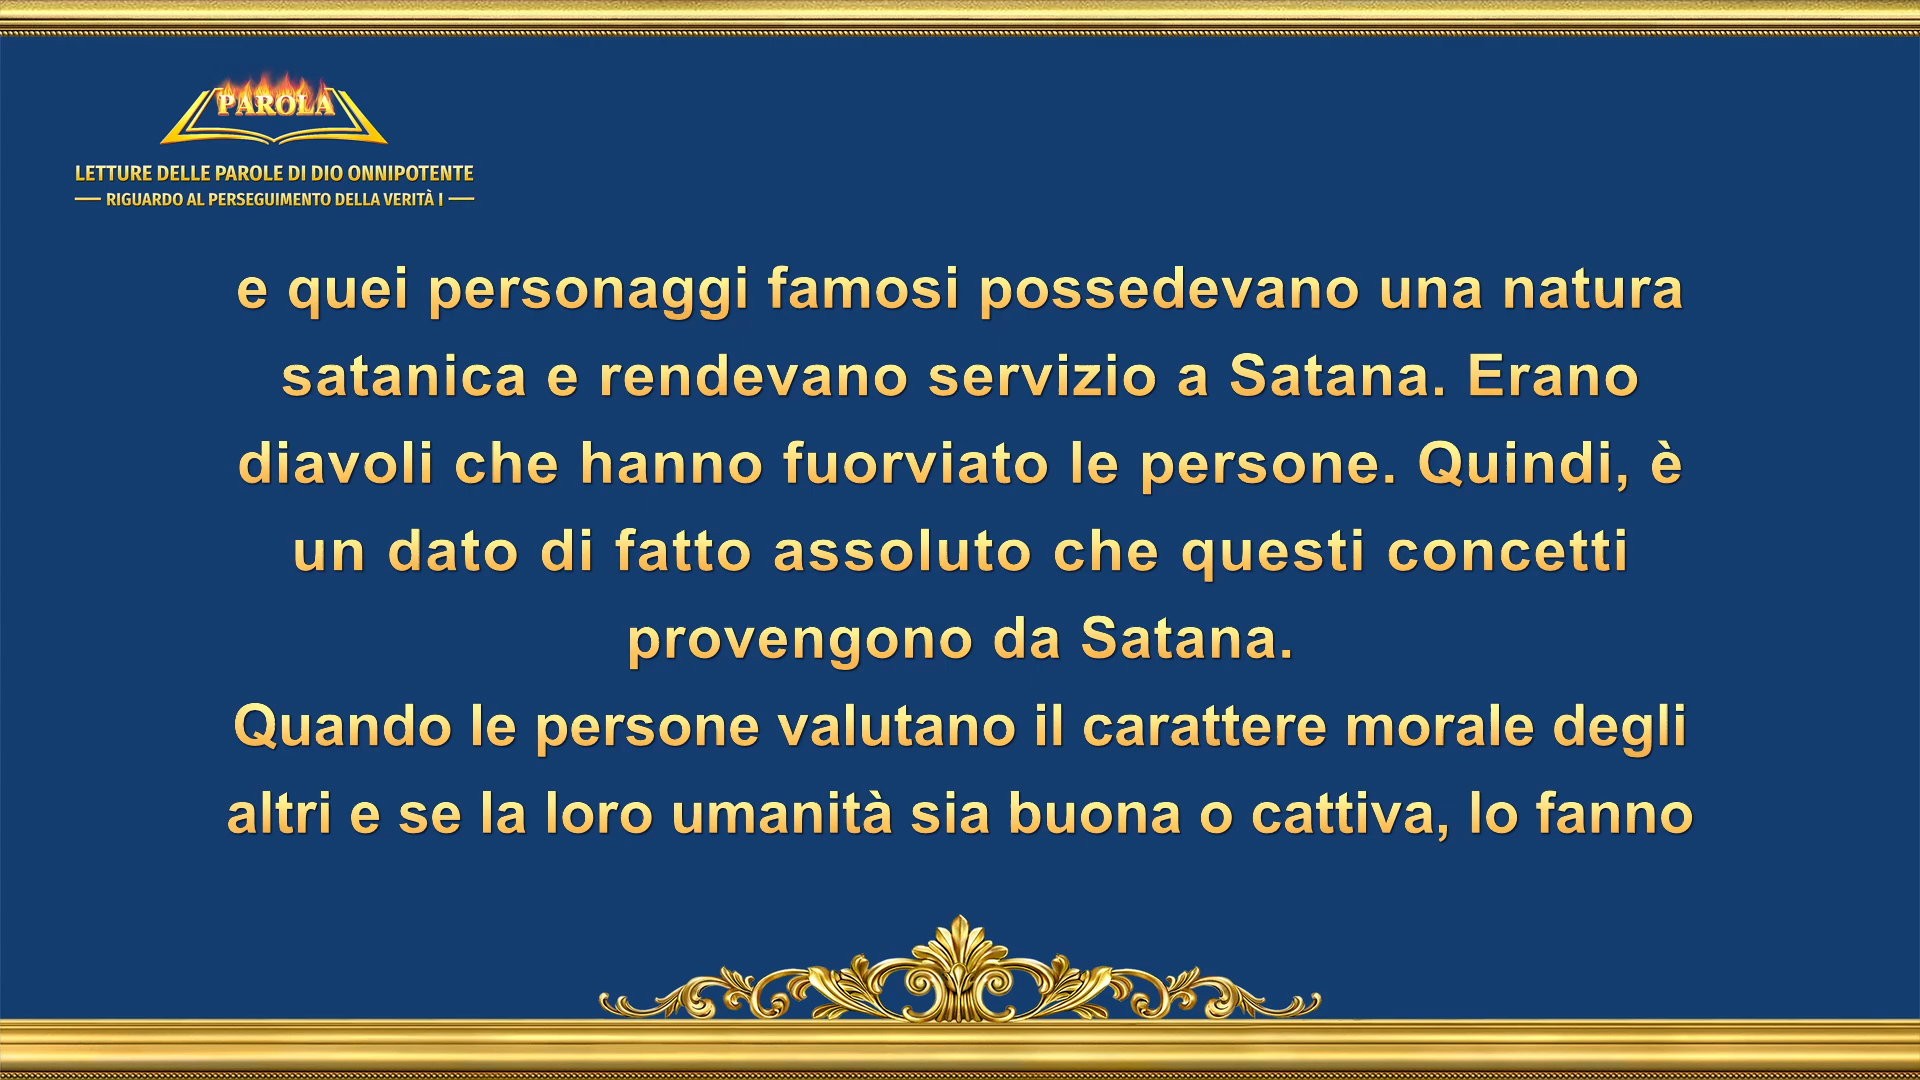 PAROLA
LETTURE DELLE PAROLE DI DIO ONNIPOTENTE
RIGUARDO AL PERSEGUIMENTO DELLA VERITÀ I
e quei personaggi famosi possedevano una natura
satanica e rendevano servizio a Satana. Erano
diavoli che hanno fuorviato le persone. Quindi, è
un dato di fatto assoluto che questi concetti
provengono da Satana.
Quando le persone valutano il carattere morale degli
altri e se la loro umanità sia buona o cattiva, lo fanno